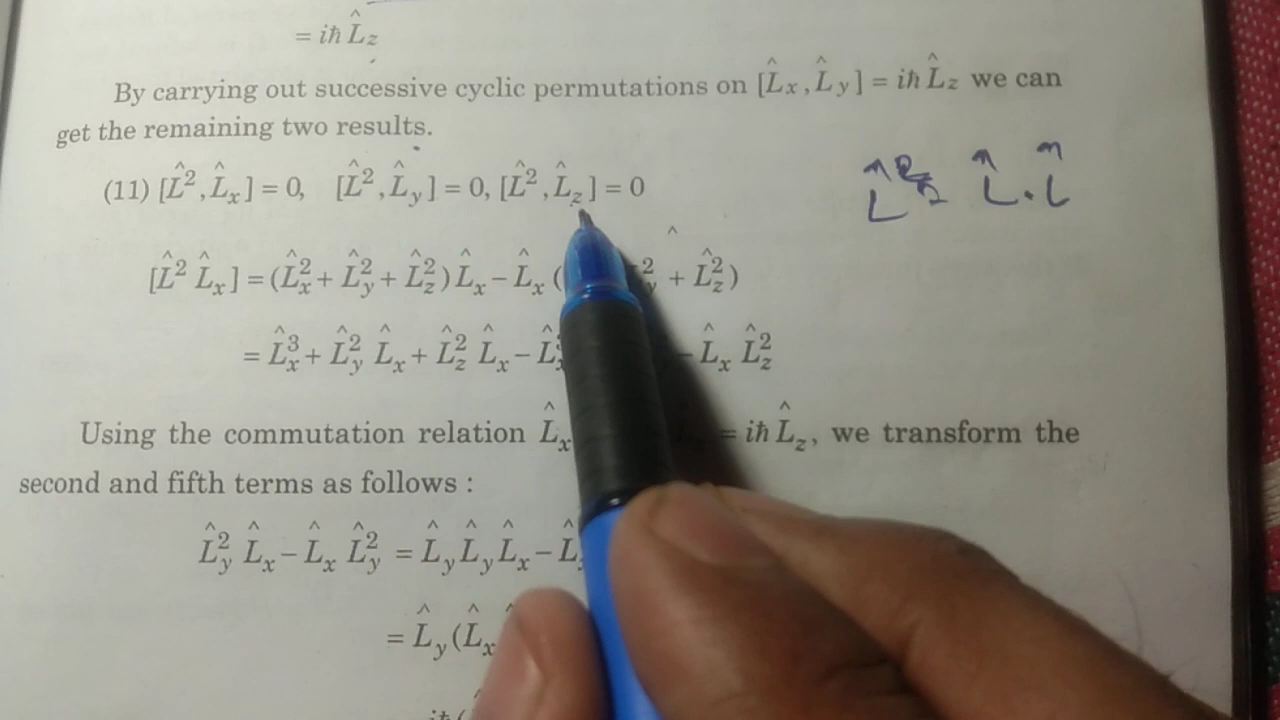 = iħ L̂z
By carrying out successive cyclic permutations on [L̂x , L̂y] = iħ L̂z we can
get the remaining two results.
(11) [L̂², L̂x] = 0, [L̂², L̂y] = 0, [L̂², L̂z] = 0
L̂² L̂ . L̂
[L̂² L̂x] = (L̂x² + L̂y² + L̂z²) L̂x − L̂x ( + L̂z²)
= L̂x³ + L̂y² L̂x + L̂z² L̂x − L̂ L̂x L̂z²
Using the commutation relation L̂x = iħ L̂z, we transform the
second and fifth terms as follows :
L̂y² L̂x − L̂x L̂y² = L̂y L̂y L̂x − L̂
= L̂y (L̂x